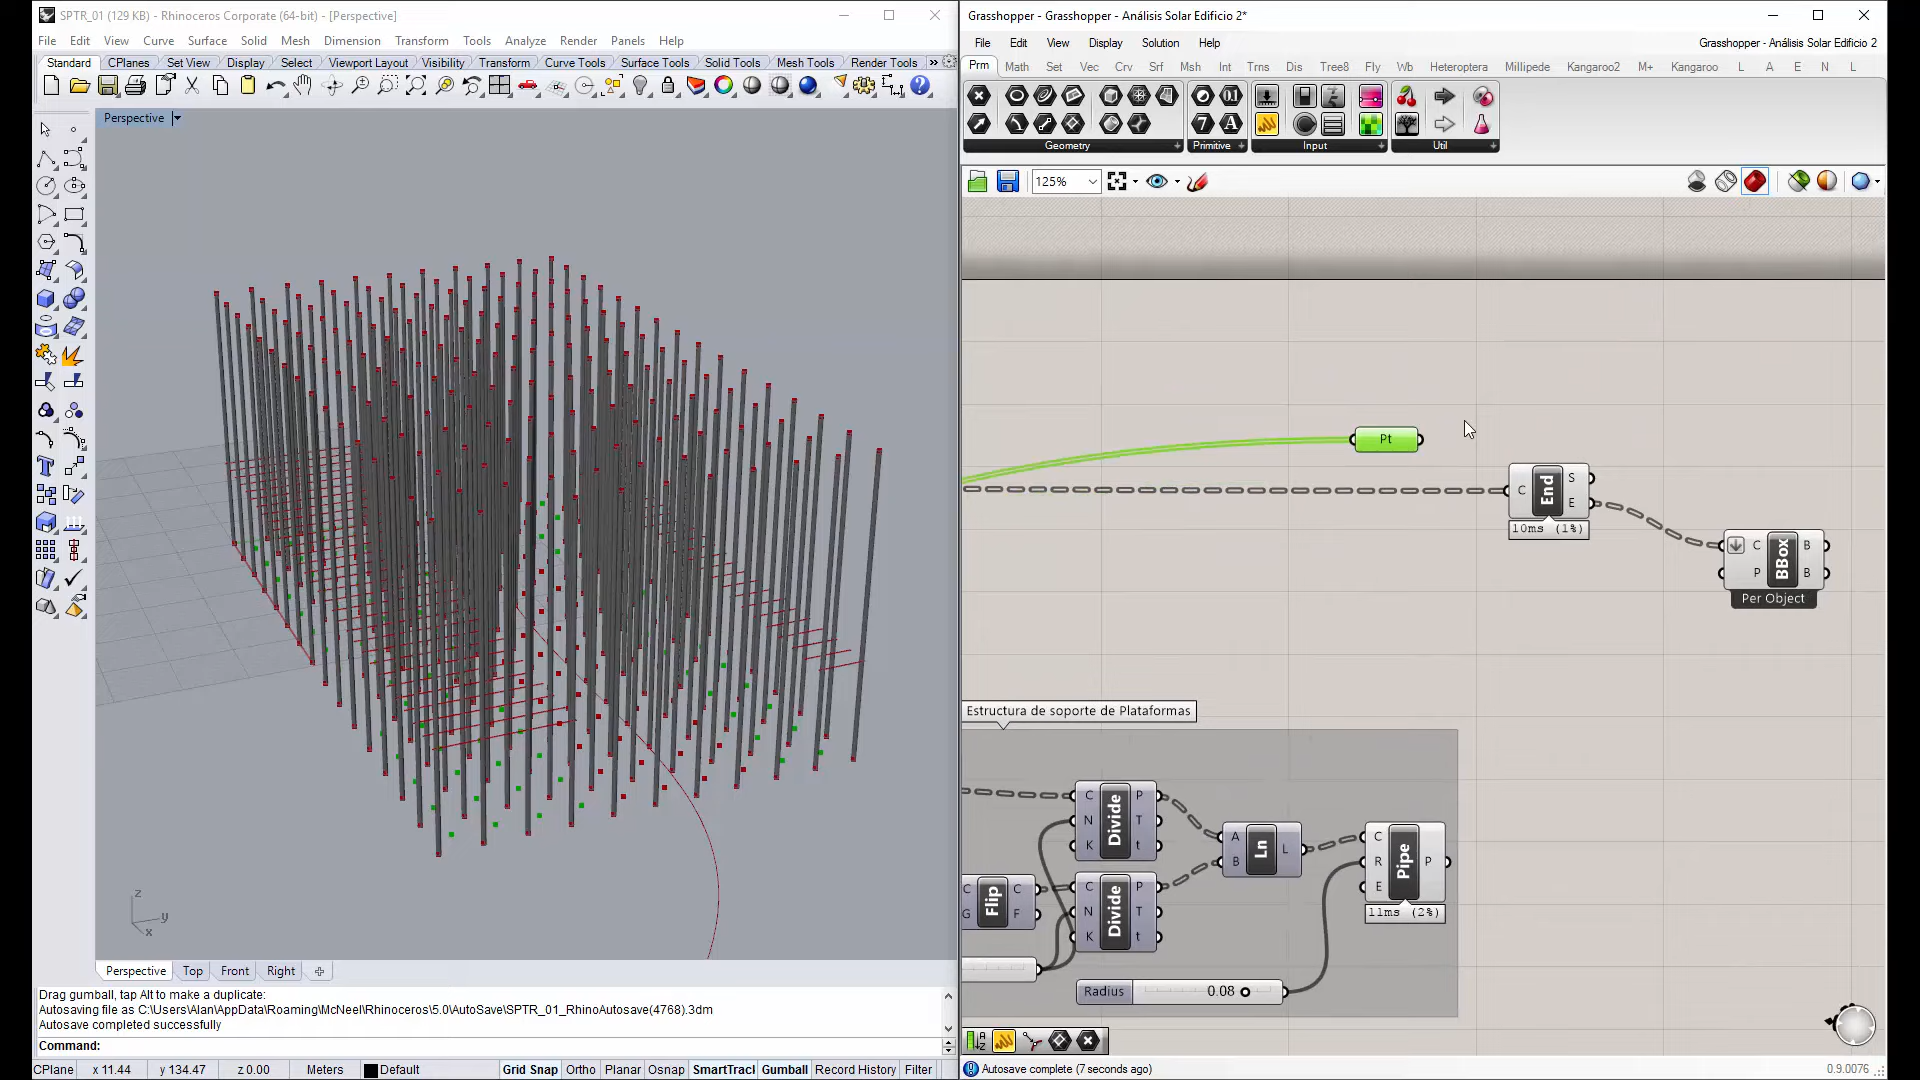 SPTR_01 (129 KB) - Rhinoceros Corporate (64-bit) - [Perspective]
File Edit View Curve Surface Solid Mesh Dimension Transform Tools Analyze Render Panels Help
Standard CPlanes Set View Display Select Viewport Layout Visibility Transform Curve Tools Surface Tools Solid Tools Mesh Tools Render Tools »
Perspective
z
y
x
Perspective Top Front Right
Drag gumball, tap Alt to make a duplicate:
Autosaving file as C:\Users\Alan\AppData\Roaming\McNeel\Rhinoceros\5.0\AutoSave\SPTR_01_RhinoAutosave(4768).3dm
Autosave completed successfully
Command:
CPlane x 11.44 y 134.47 z 0.00 Meters Default Grid Snap Ortho Planar Osnap SmartTracl Gumball Record History Filter
Grasshopper - Grasshopper - Análisis Solar Edificio 2*
File Edit View Display Solution Help
Grasshopper - Análisis Solar Edificio 2
Prm Math Set Vec Crv Srf Msh Int Trns Dis Tree8 Fly Wb Heteroptera Millipede Kangaroo2 M+ Kangaroo L A E N L
Geometry Primitive Input Util
125%
Pt
C End S
E
10ms (1%)
C BBox B
P B
Per Object
Estructura de soporte de Plataformas
C Divide P
N T
K t
A Ln L
B
C Pipe
R P
E
11ms (2%)
C Flip C
G F
C Divide P
N T
K t
Radius 0.08
Autosave complete (7 seconds ago)
0.9.0076